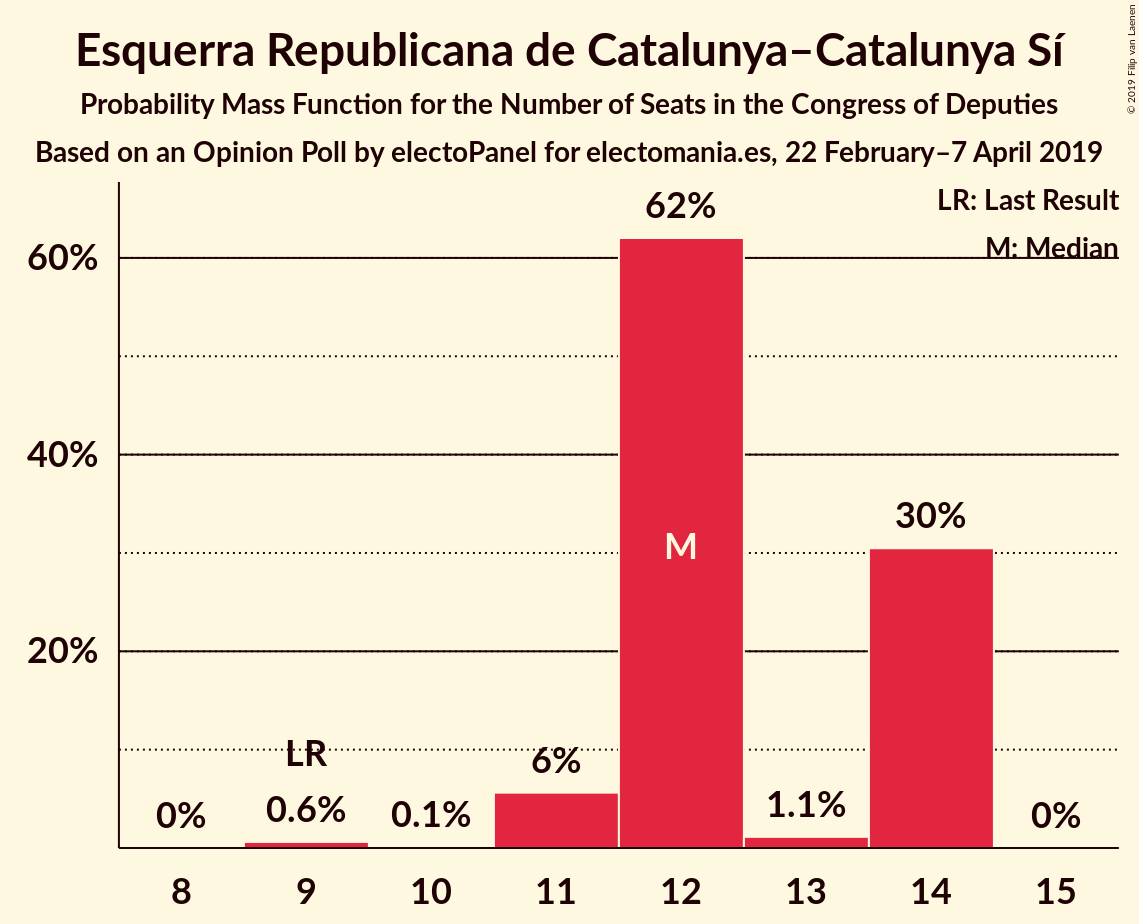 Esquerra Republicana de Catalunya–Catalunya Sí
Probability Mass Function for the Number of Seats in the Congress of Deputies
Based on an Opinion Poll by electoPanel for electomania.es, 22 February–7 April 2019
© 2019 Filip van Laenen
LR: Last Result
M: Median
60%
40%
20%
0%
LR
0.6%
0.1%
6%
62%
M
1.1%
30%
0%
8 9 10 11 12 13 14 15